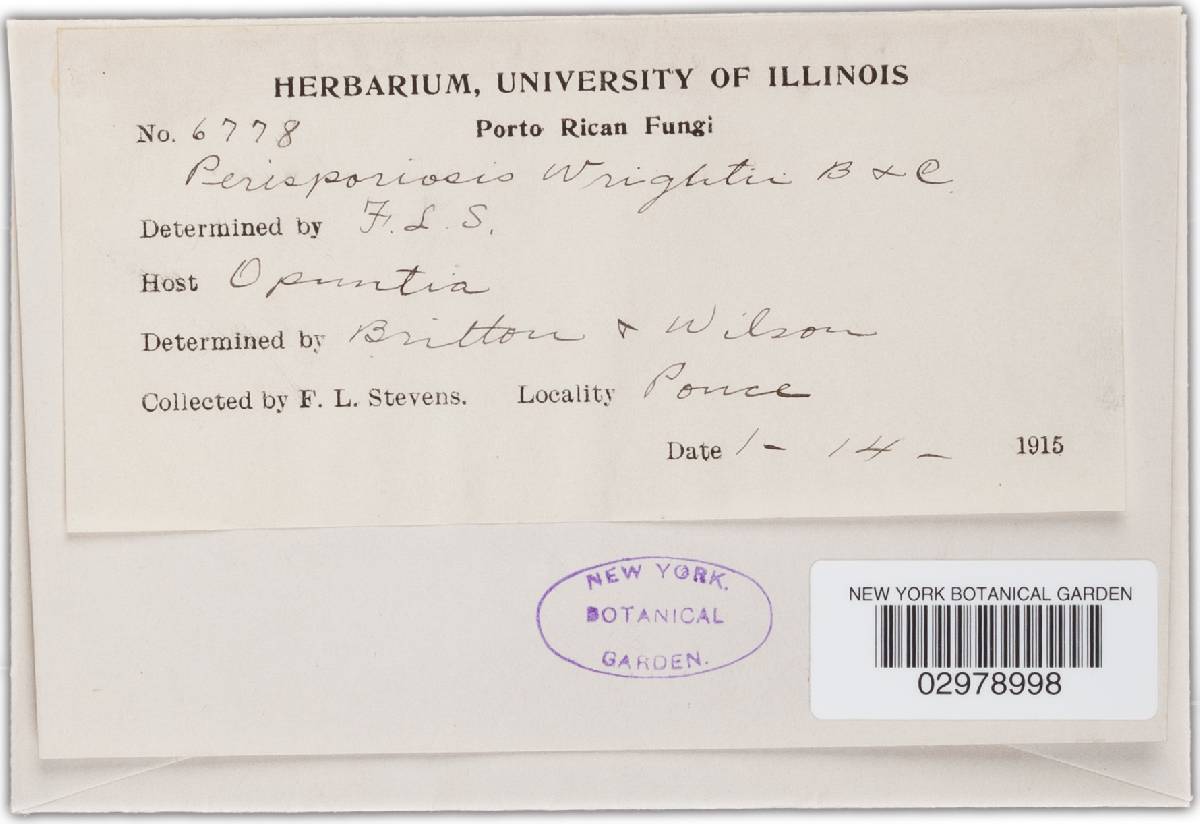 HERBARIUM, UNIVERSITY OF ILLINOIS
No. 6778 Porto Rican Fungi
Perisporiosis Wrightii B & C.
Determined by F. L. S.
Host Opuntia
Determined by Britton & Wilson
Collected by F. L. Stevens. Locality Ponce
Date 1 - 14 - 1915
NEW YORK.
BOTANICAL
GARDEN.
NEW YORK BOTANICAL GARDEN
02978998